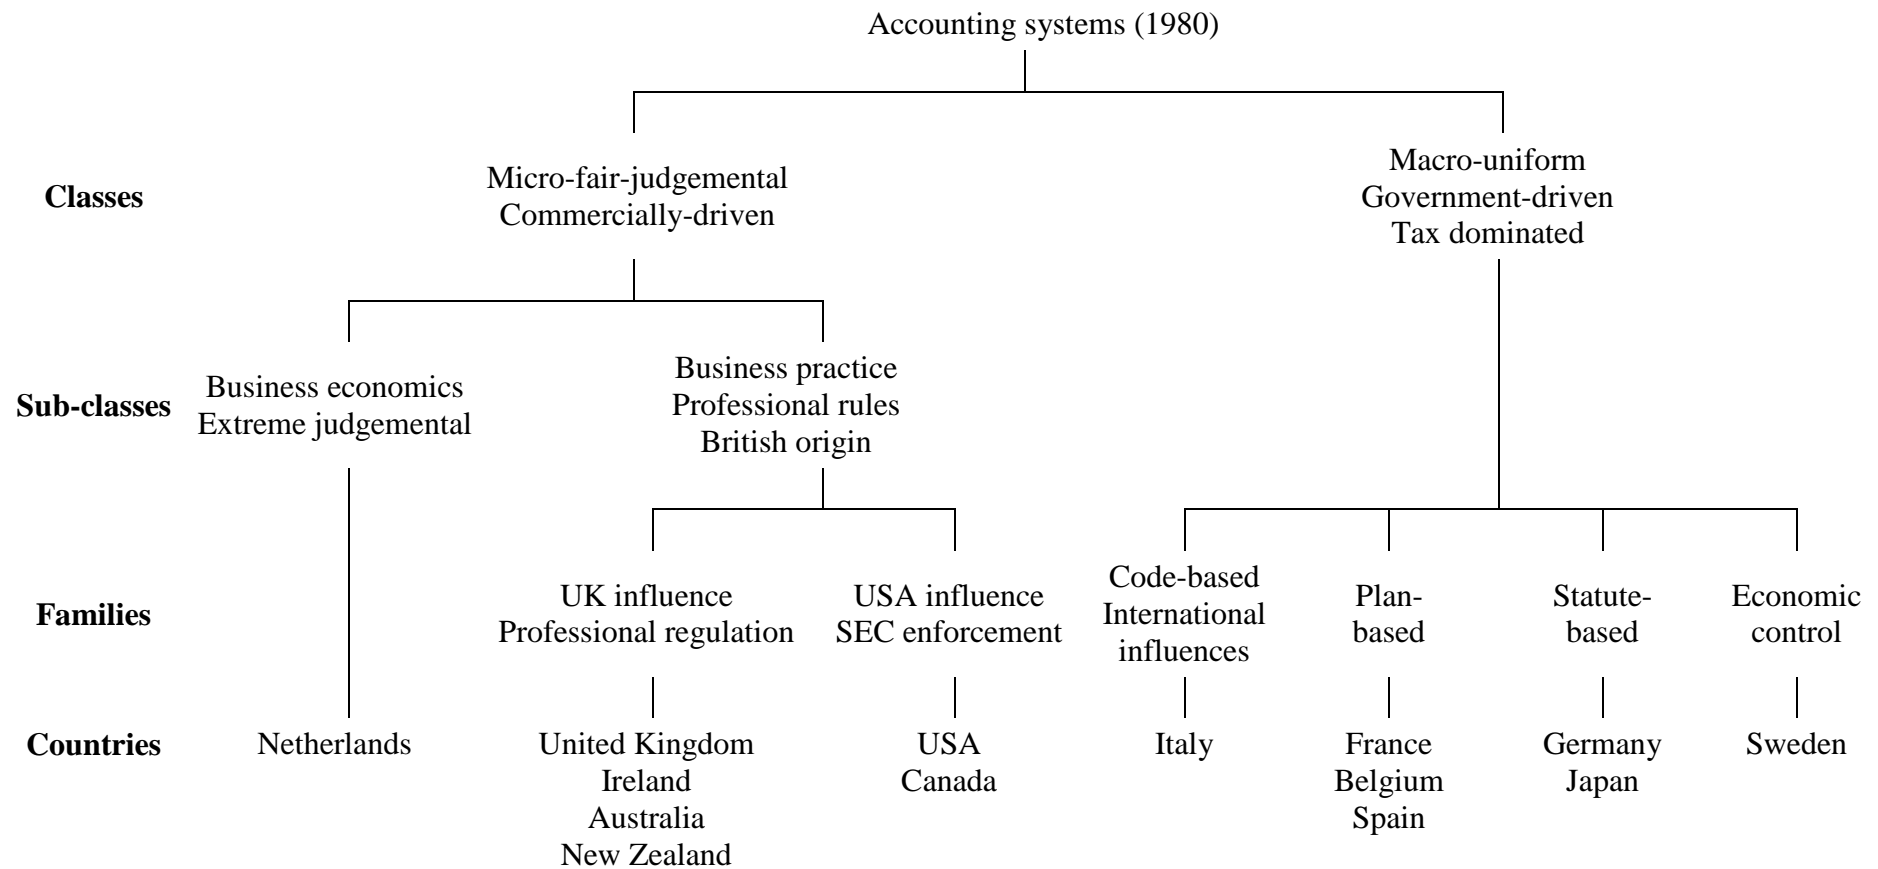 Accounting systems (1980)
Classes
Micro-fair-judgemental
Commercially-driven
Macro-uniform
Government-driven
Tax dominated
Sub-classes
Business economics
Extreme judgemental
Business practice
Professional rules
British origin
Families
UK influence
Professional regulation
USA influence
SEC enforcement
Code-based
International
influences
Plan-
based
Statute-
based
Economic
control
Countries
Netherlands
United Kingdom
Ireland
Australia
New Zealand
USA
Canada
Italy
France
Belgium
Spain
Germany
Japan
Sweden